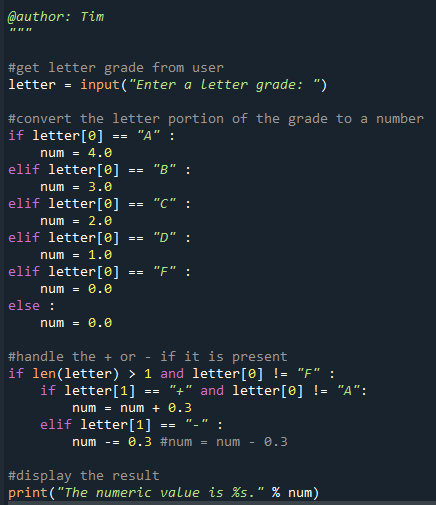 @author: Tim
"""
#get letter grade from user
letter = input("Enter a letter grade: ")
#convert the letter portion of the grade to a number
if letter[0] == "A" :
    num = 4.0
elif letter[0] == "B" :
    num = 3.0
elif letter[0] == "C" :
    num = 2.0
elif letter[0] == "D" :
    num = 1.0
elif letter[0] == "F" :
    num = 0.0
else :
    num = 0.0
#handle the + or - if it is present
if len(letter) > 1 and letter[0] != "F" :
    if letter[1] == "+" and letter[0] != "A":
        num = num + 0.3
    elif letter[1] == "-" :
        num -= 0.3 #num = num - 0.3
#display the result
print("The numeric value is %s." % num)